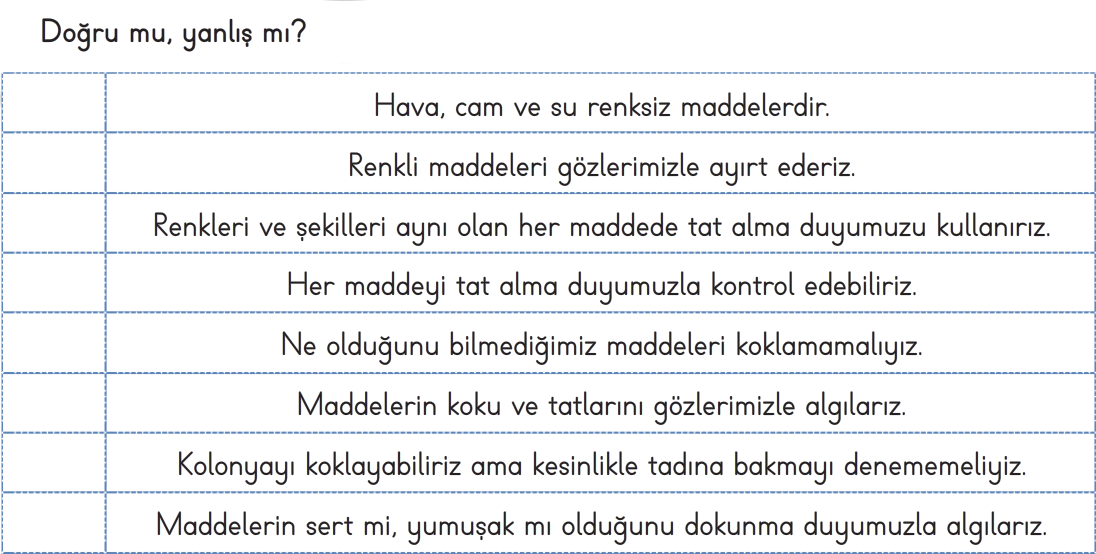 Doğru mu, yanlış mı?
Hava, cam ve su renksiz maddelerdir.
Renkli maddeleri gözlerimizle ayırt ederiz.
Renkleri ve şekilleri aynı olan her maddede tat alma duyumuzu kullanırız.
Her maddeyi tat alma duyumuzla kontrol edebiliriz.
Ne olduğunu bilmediğimiz maddeleri koklamamalıyız.
Maddelerin koku ve tatlarını gözlerimizle algılarız.
Kolonyayı koklayabiliriz ama kesinlikle tadına bakmayı denememeliyiz.
Maddelerin sert mi, yumuşak mı olduğunu dokunma duyumuzla algılarız.